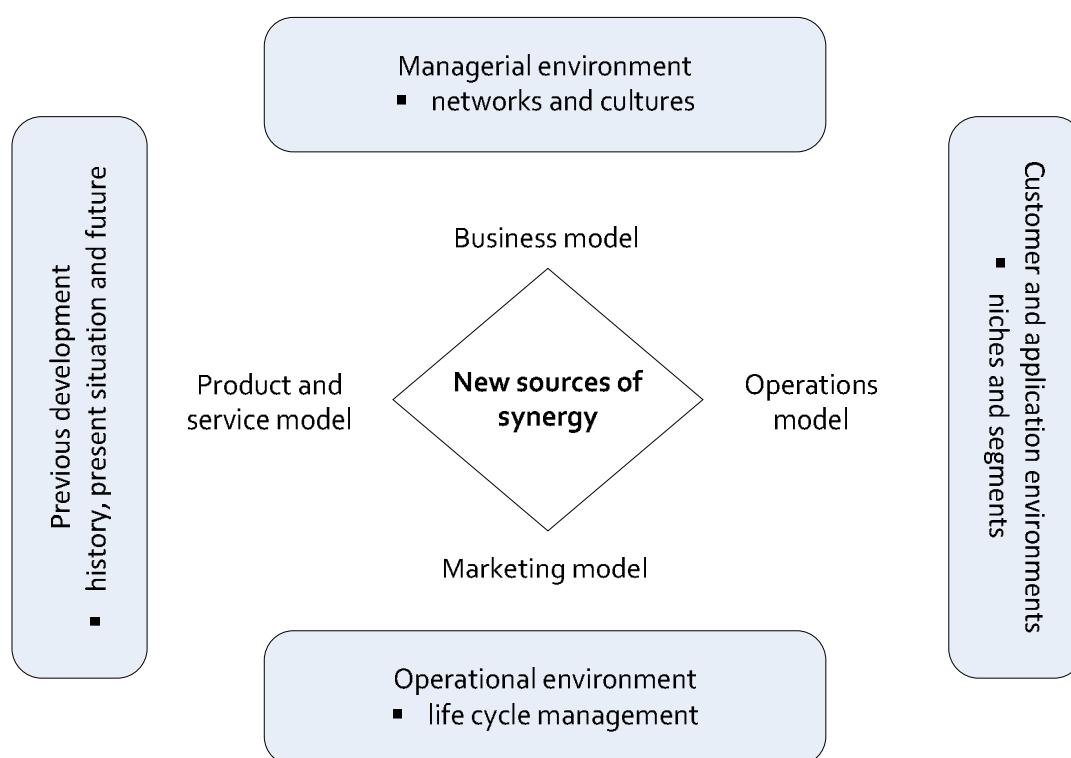 Managerial environment
▪ networks and cultures
Previous development
▪ history, present situation and future
Business model
Product and
service model
New sources of
synergy
Operations
model
Marketing model
Customer and application environments
▪ niches and segments
Operational environment
▪ life cycle management